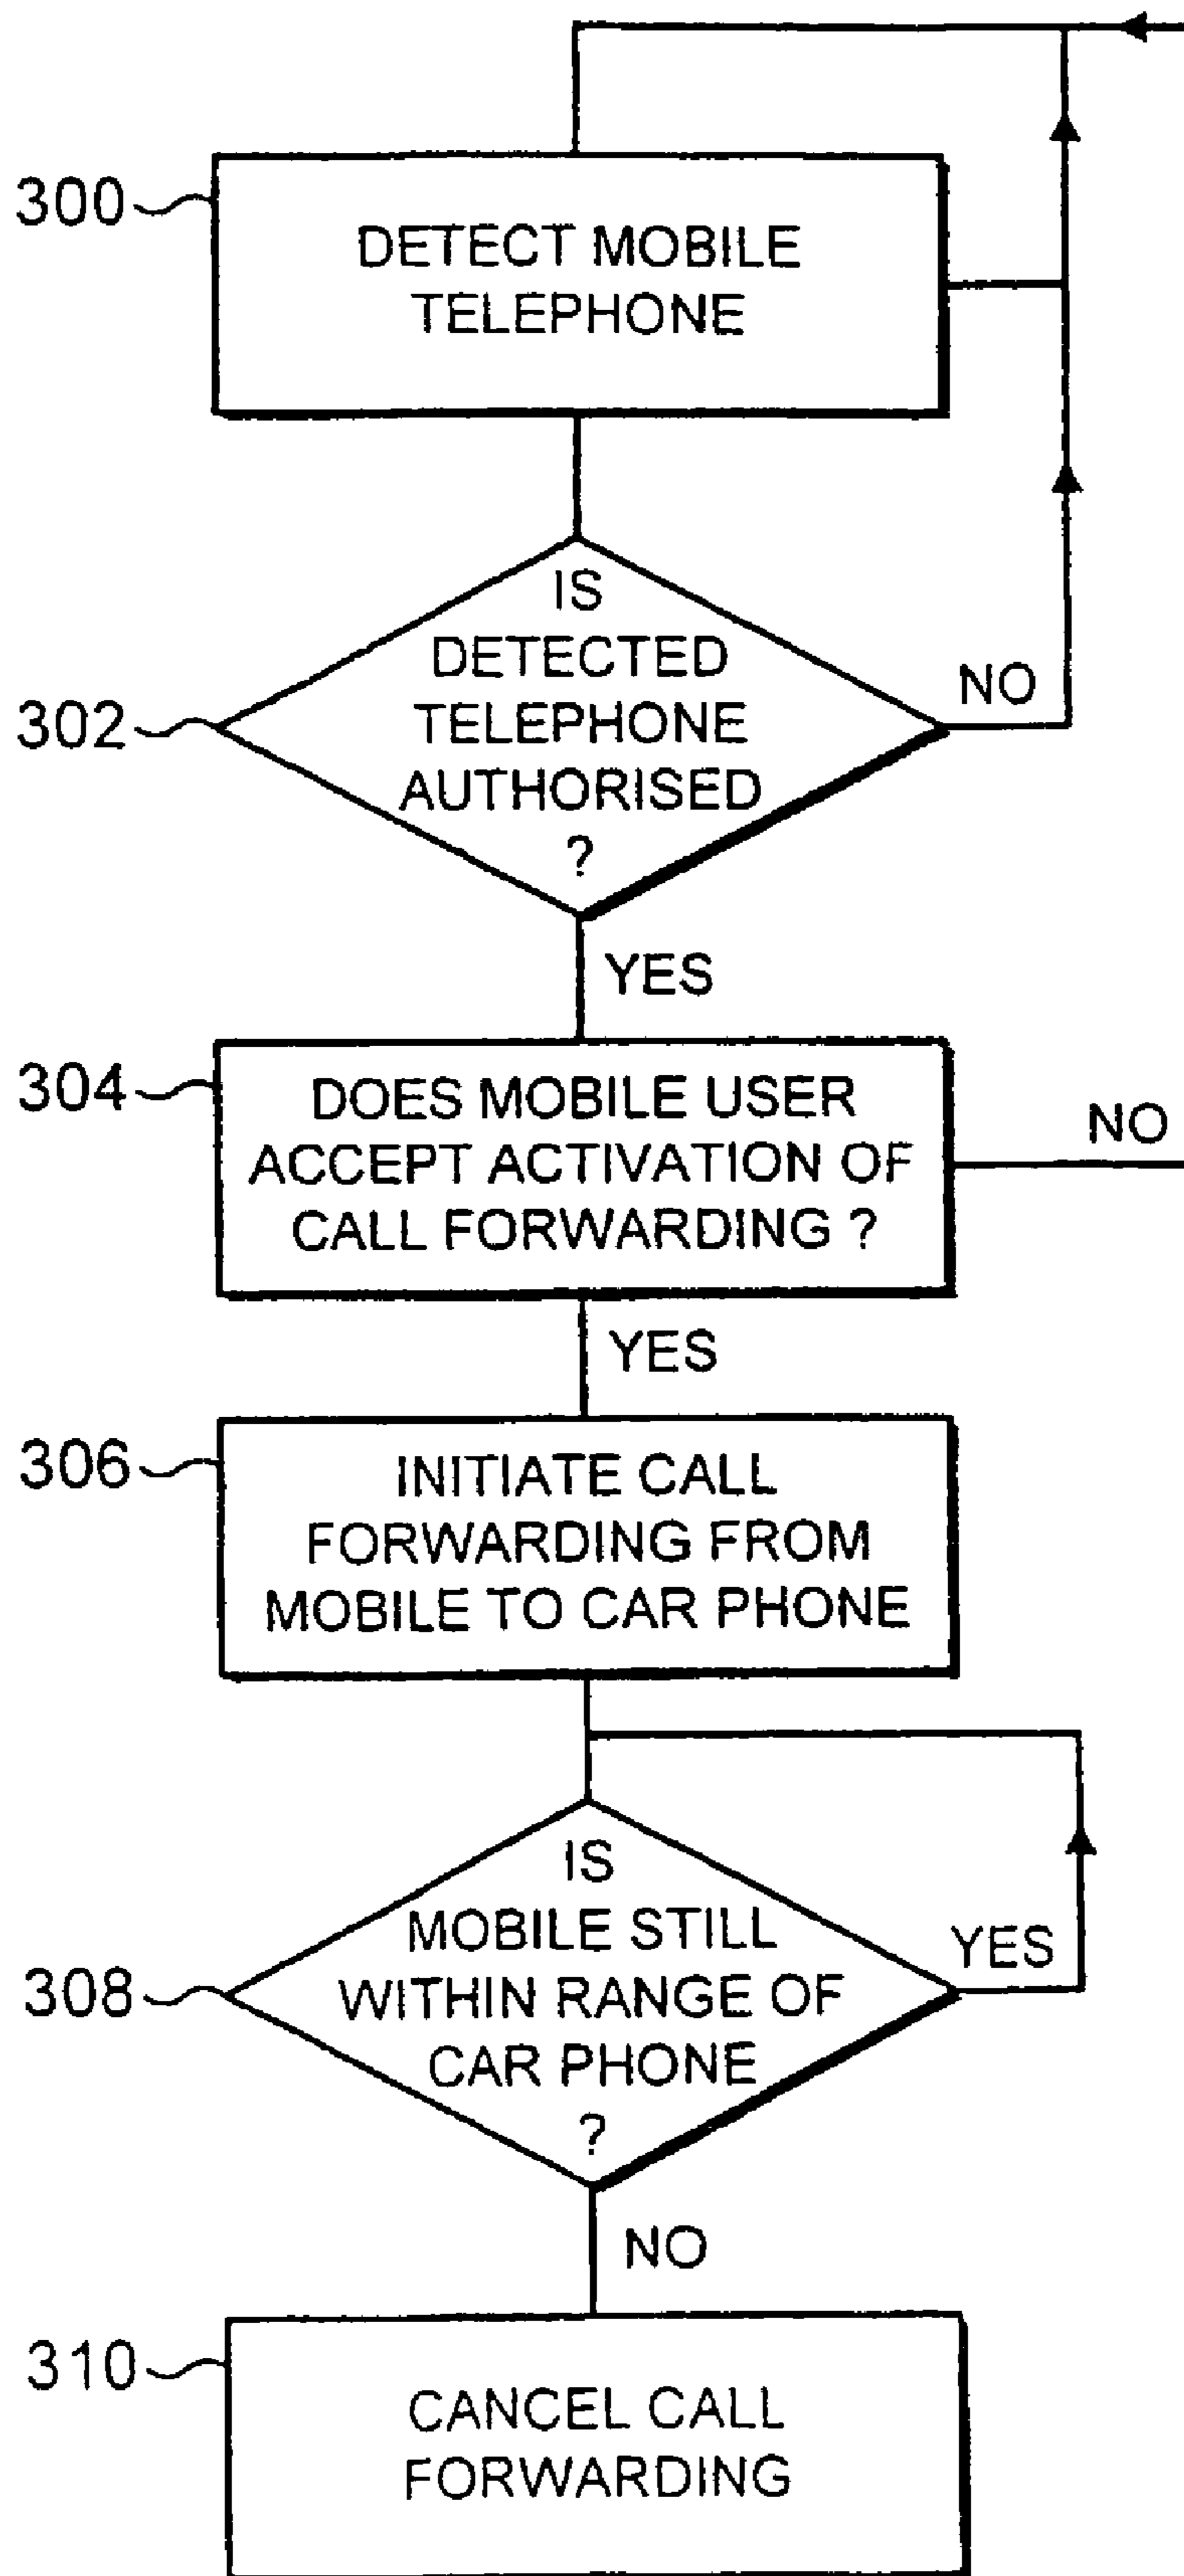 300
DETECT MOBILE
TELEPHONE
302
IS
DETECTED
TELEPHONE
AUTHORISED
?
NO
YES
304
DOES MOBILE USER
ACCEPT ACTIVATION OF
CALL FORWARDING ?
NO
YES
306
INITIATE CALL
FORWARDING FROM
MOBILE TO CAR PHONE
308
IS
MOBILE STILL
WITHIN RANGE OF
CAR PHONE
?
YES
NO
310
CANCEL CALL
FORWARDING